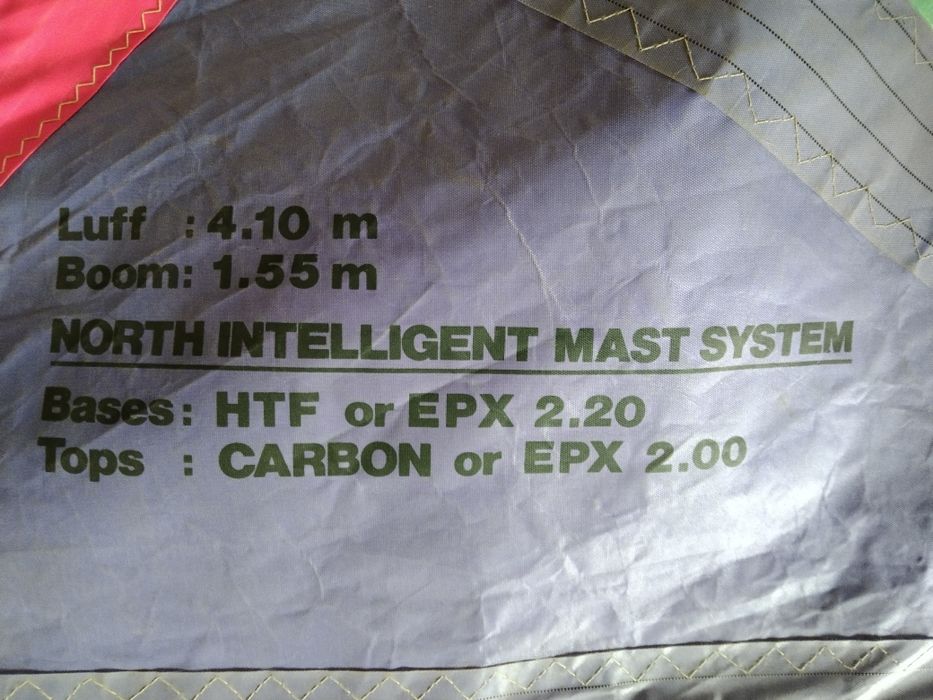 Luff : 4.10 m
Boom: 1.55 m
NORTH INTELLIGENT MAST SYSTEM
Bases: HTF or EPX 2.20
Tops : CARBON or EPX 2.00